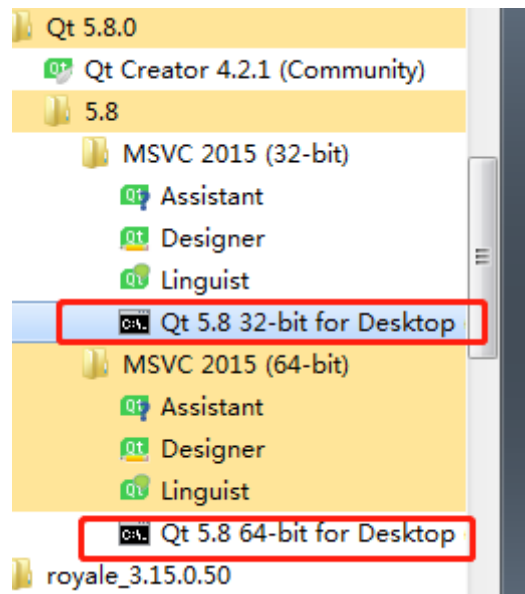 Qt 5.8.0
Qt Creator 4.2.1 (Community)
5.8
MSVC 2015 (32-bit)
Assistant
Designer
Linguist
Qt 5.8 32-bit for Desktop
MSVC 2015 (64-bit)
Assistant
Designer
Linguist
Qt 5.8 64-bit for Desktop
royale_3.15.0.50